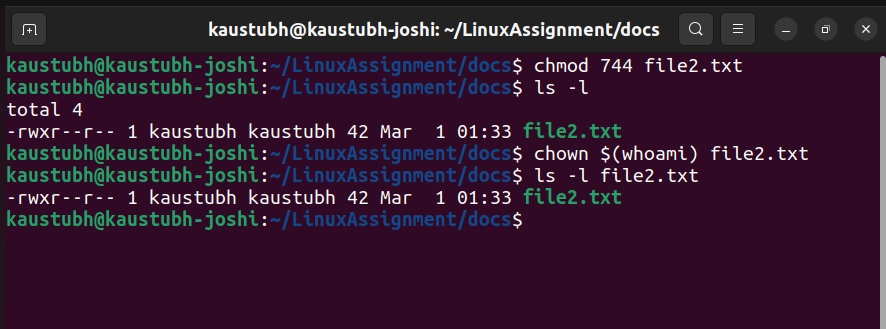 kaustubh@kaustubh-joshi: ~/LinuxAssignment/docs
kaustubh@kaustubh-joshi:~/LinuxAssignment/docs$ chmod 744 file2.txt
kaustubh@kaustubh-joshi:~/LinuxAssignment/docs$ ls -l
total 4
-rwxr--r-- 1 kaustubh kaustubh 42 Mar  1 01:33 file2.txt
kaustubh@kaustubh-joshi:~/LinuxAssignment/docs$ chown $(whoami) file2.txt
kaustubh@kaustubh-joshi:~/LinuxAssignment/docs$ ls -l file2.txt
-rwxr--r-- 1 kaustubh kaustubh 42 Mar  1 01:33 file2.txt
kaustubh@kaustubh-joshi:~/LinuxAssignment/docs$